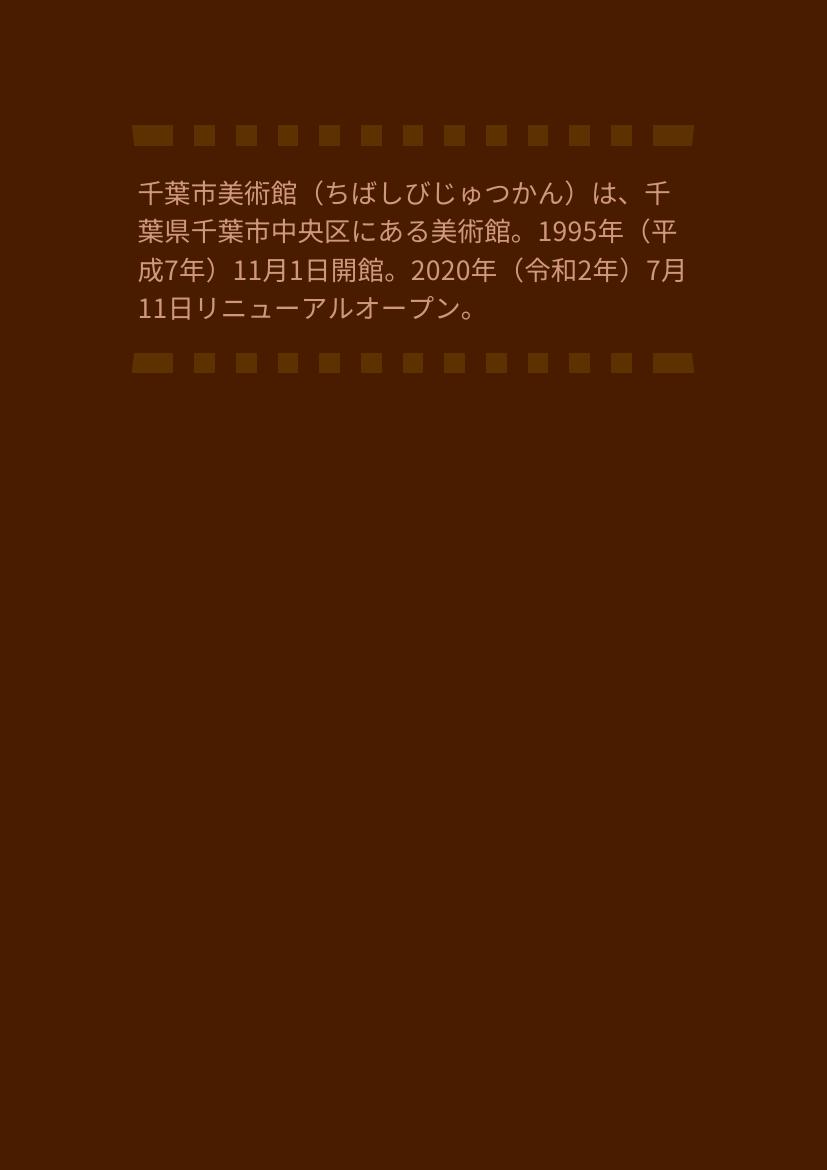 千葉市美術館（ちばしびじゅつかん）は、千
葉県千葉市中央区にある美術館。1995年（平
成7年）11月1日開館。2020年（令和2年）7月
11日リニューアルオープン。